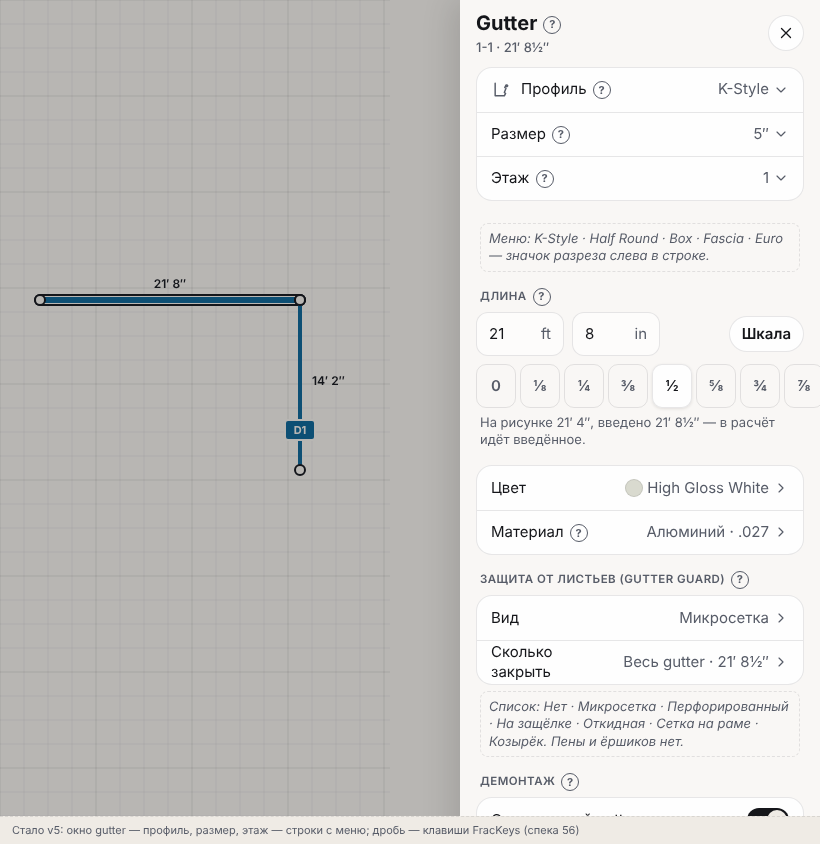 Gutter ?
1-1 · 21′ 8½″
Профиль ? K-Style
Размер ? 5″
Этаж ? 1
Меню: K-Style · Half Round · Box · Fascia · Euro
— значок разреза слева в строке.
ДЛИНА ?
21 ft 8 in Шкала
0 ⅛ ¼ ⅜ ½ ⅝ ¾ ⅞
На рисунке 21′ 4″, введено 21′ 8½″ — в расчёт
идёт введённое.
Цвет High Gloss White
Материал ? Алюминий · .027
ЗАЩИТА ОТ ЛИСТЬЕВ (GUTTER GUARD) ?
Вид Микросетка
Сколько
закрыть Весь gutter · 21′ 8½″
Список: Нет · Микросетка · Перфорированный
· На защёлке · Откидная · Сетка на раме ·
Козырёк. Пены и ёршиков нет.
ДЕМОНТАЖ ?
21′ 8″
14′ 2″
D1
Стало v5: окно gutter — профиль, размер, этаж — строки с меню; дробь — клавиши FracKeys (спека 56)